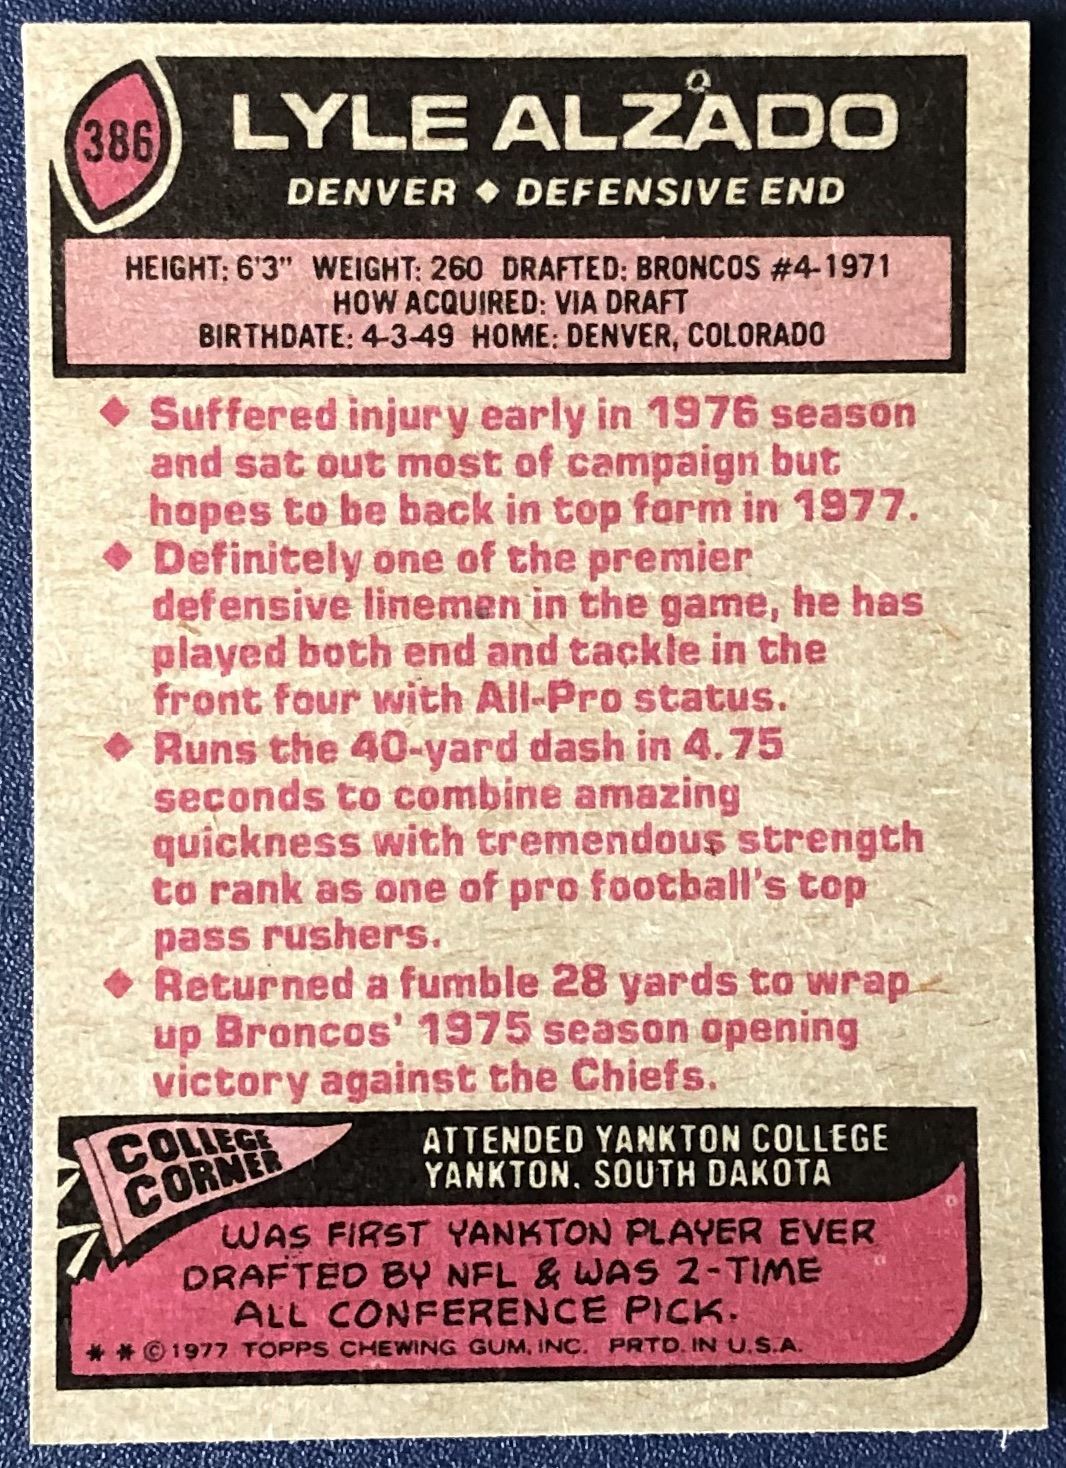 386
LYLE ALZADO
DENVER ◆ DEFENSIVE END
HEIGHT: 6'3" WEIGHT: 260 DRAFTED: BRONCOS #4-1971
HOW ACQUIRED: VIA DRAFT
BIRTHDATE: 4-3-49 HOME: DENVER, COLORADO
◆ Suffered injury early in 1976 season
and sat out most of campaign but
hopes to be back in top form in 1977.
◆ Definitely one of the premier
defensive linemen in the game, he has
played both end and tackle in the
front four with All-Pro status.
◆ Runs the 40-yard dash in 4.75
seconds to combine amazing
quickness with tremendous strength
to rank as one of pro football's top
pass rushers.
◆ Returned a fumble 28 yards to wrap
up Broncos' 1975 season opening
victory against the Chiefs.
COLLEGE
CORNER
ATTENDED YANKTON COLLEGE
YANKTON, SOUTH DAKOTA
WAS FIRST YANKTON PLAYER EVER
DRAFTED BY NFL & WAS 2-TIME
ALL CONFERENCE PICK.
* * © 1977 TOPPS CHEWING GUM, INC. PRTD. IN U.S.A.